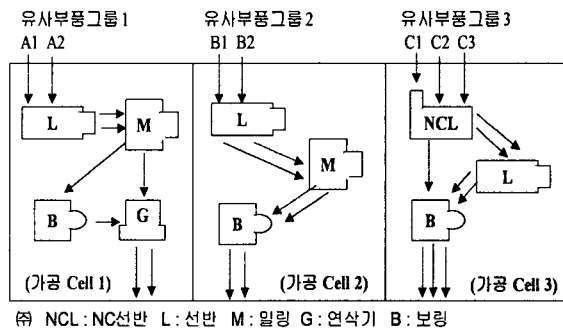 유사부품그룹1 유사부품그룹2 유사부품그룹3
A1 A2 B1 B2 C1 C2 C3
L M L NCL
M L
B G B B
(가공 Cell 1) (가공 Cell 2) (가공 Cell 3)
㈜ NCL : NC선반 L : 선반 M : 밀링 G : 연삭기 B : 보링